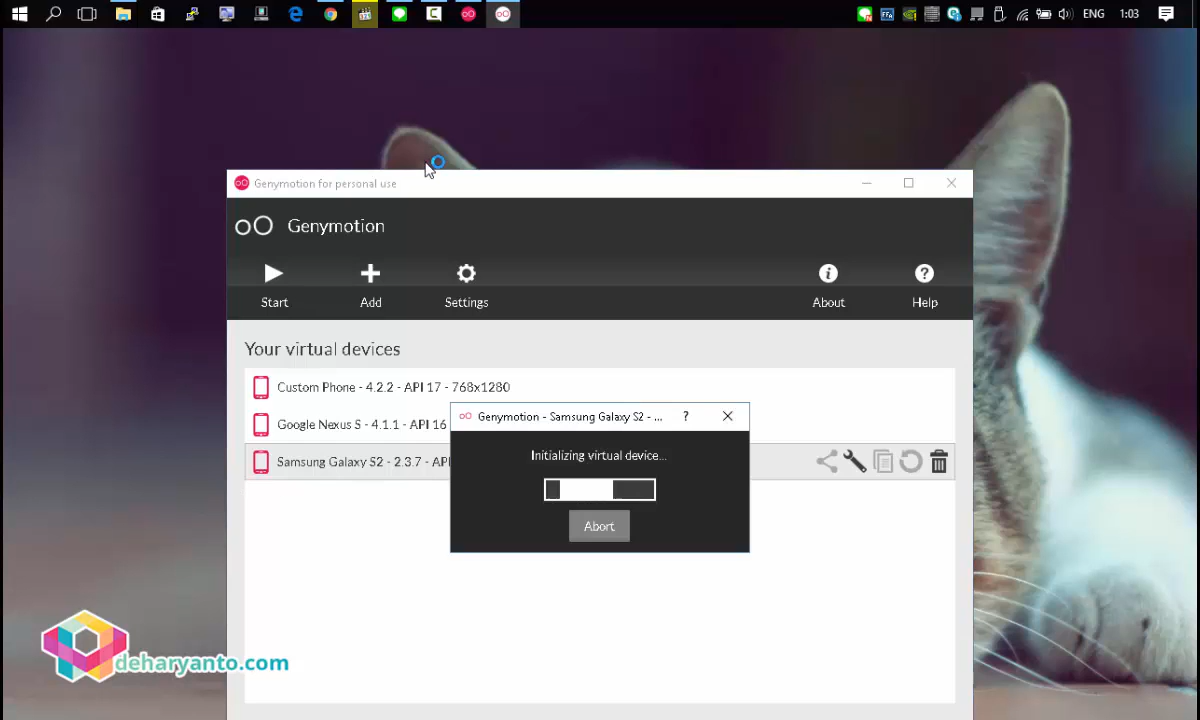 ENG 1:03
Genymotion for personal use
oO Genymotion
Start Add Settings About Help
Your virtual devices
Custom Phone - 4.2.2 - API 17 - 768x1280
Google Nexus S - 4.1.1 - API 16
Samsung Galaxy S2 - 2.3.7 - API
Genymotion - Samsung Galaxy S2 - ... ?
Initializing virtual device...
Abort
deharyanto.com